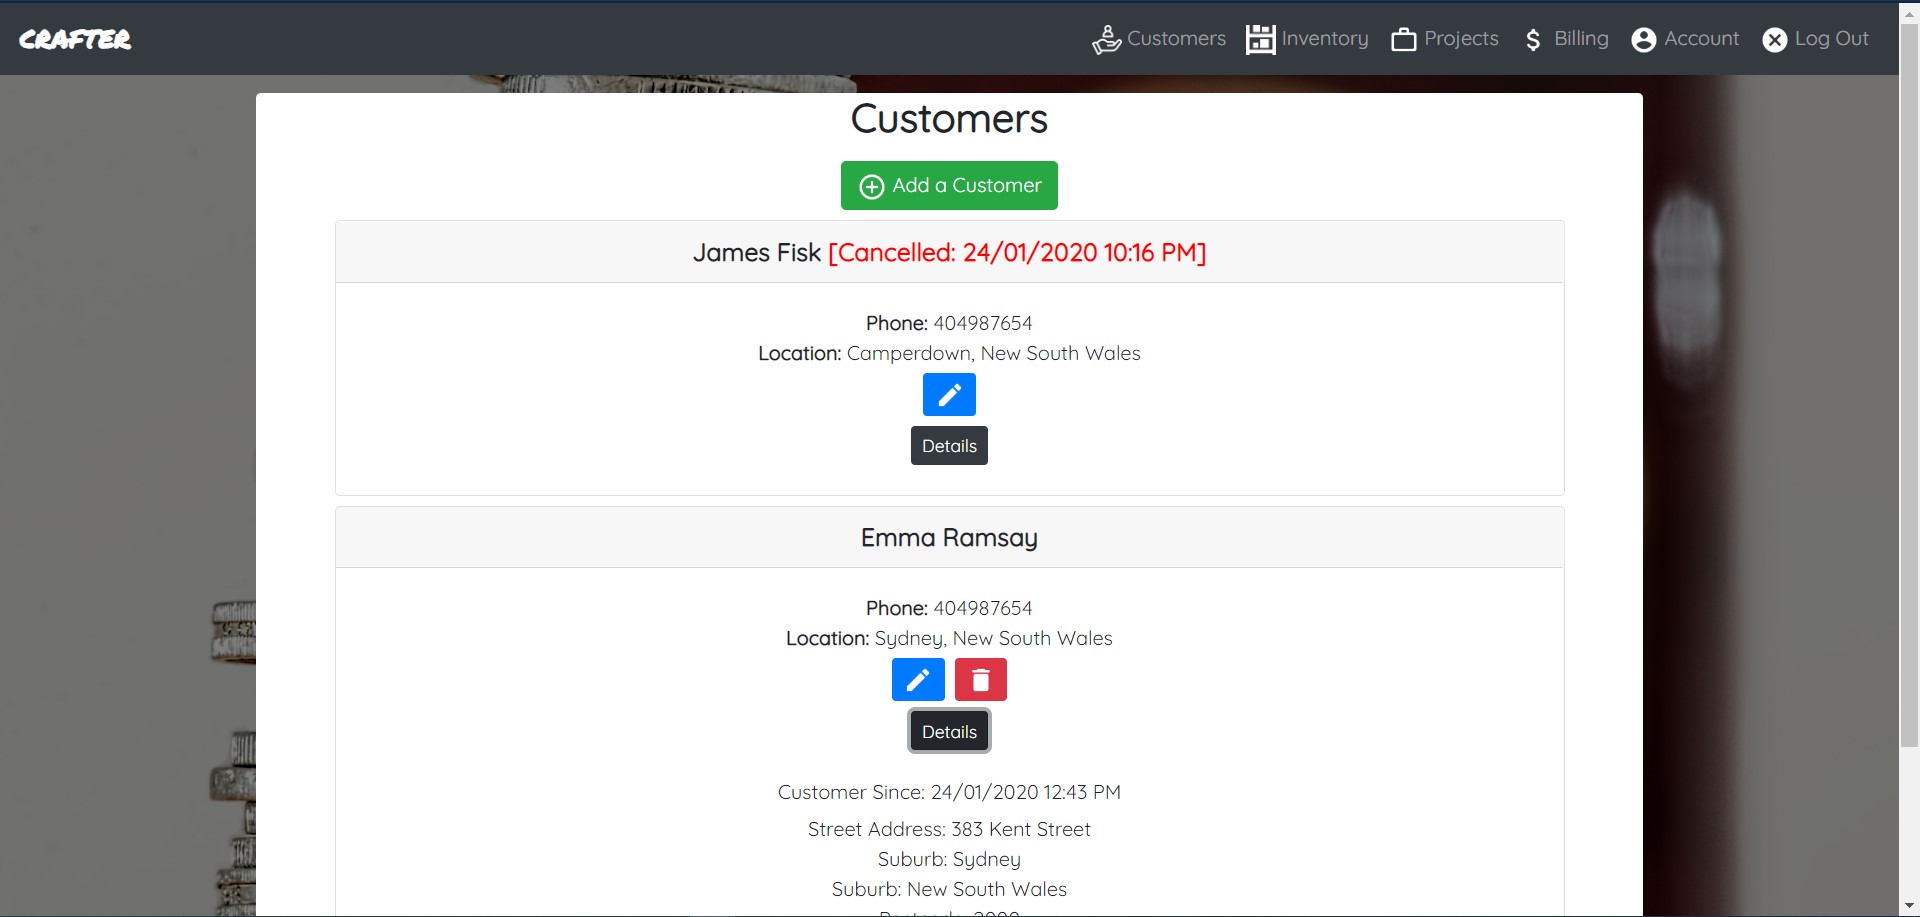 CRAFTER
Customers
Inventory
Projects
Billing
Account
Log Out
Customers
Add a Customer
James Fisk [Cancelled: 24/01/2020 10:16 PM]
Phone: 404987654
Location: Camperdown, New South Wales
Details
Emma Ramsay
Phone: 404987654
Location: Sydney, New South Wales
Details
Customer Since: 24/01/2020 12:43 PM
Street Address: 383 Kent Street
Suburb: Sydney
Suburb: New South Wales